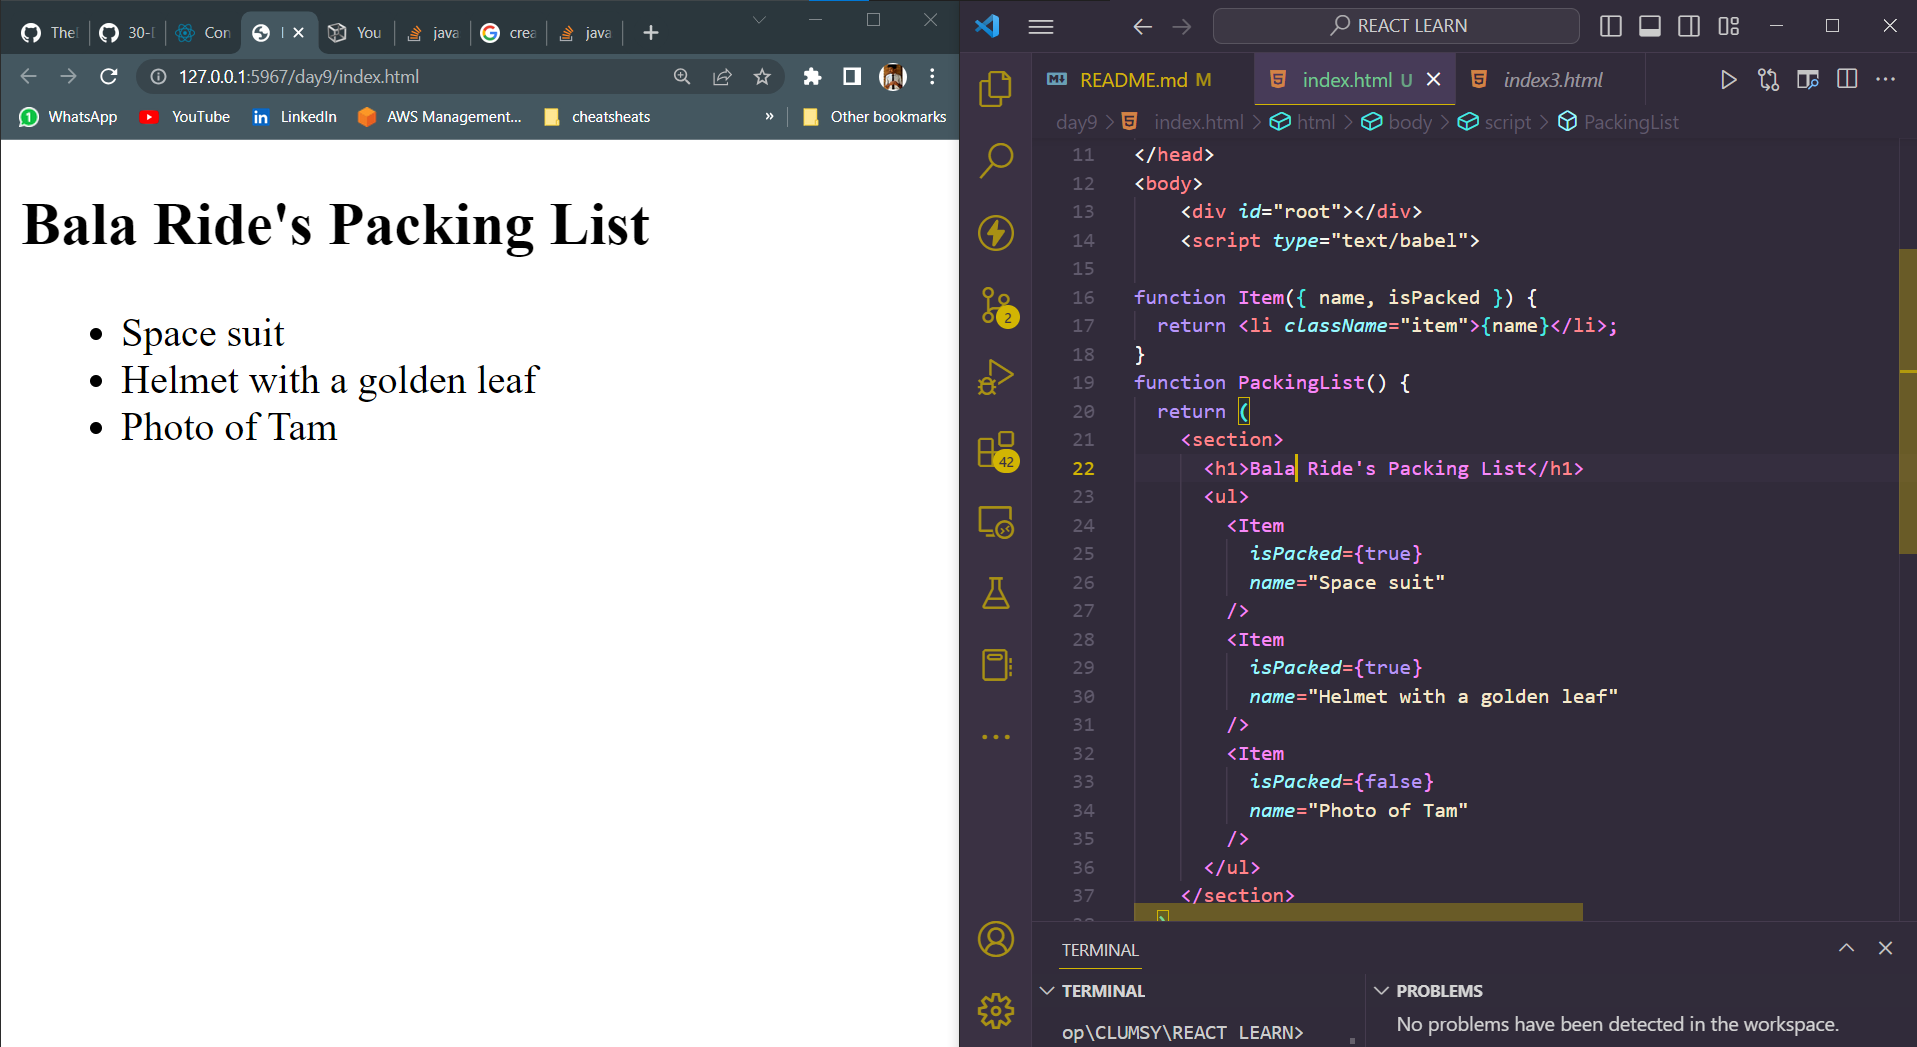 The
30-
Con
You
java
crea
java
127.0.0.1:5967/day9/index.html
WhatsApp
YouTube
LinkedIn
AWS Management...
cheatsheats
»
Other bookmarks
Bala Ride's Packing List
• Space suit
• Helmet with a golden leaf
• Photo of Tam
REACT LEARN
README.md M
index.html U
index3.html
day9 > index.html > html > body > script > PackingList
11 </head>
12 <body>
13 <div id="root"></div>
14 <script type="text/babel">
15
16 function Item({ name, isPacked }) {
17 return <li className="item">{name}</li>;
18 }
19 function PackingList() {
20 return (
21 <section>
22 <h1>Bala Ride's Packing List</h1>
23 <ul>
24 <Item
25 isPacked={true}
26 name="Space suit"
27 />
28 <Item
29 isPacked={true}
30 name="Helmet with a golden leaf"
31 />
32 <Item
33 isPacked={false}
34 name="Photo of Tam"
35 />
36 </ul>
37 </section>
2
42
TERMINAL
TERMINAL
op\CLUMSY\REACT LEARN>
PROBLEMS
No problems have been detected in the workspace.